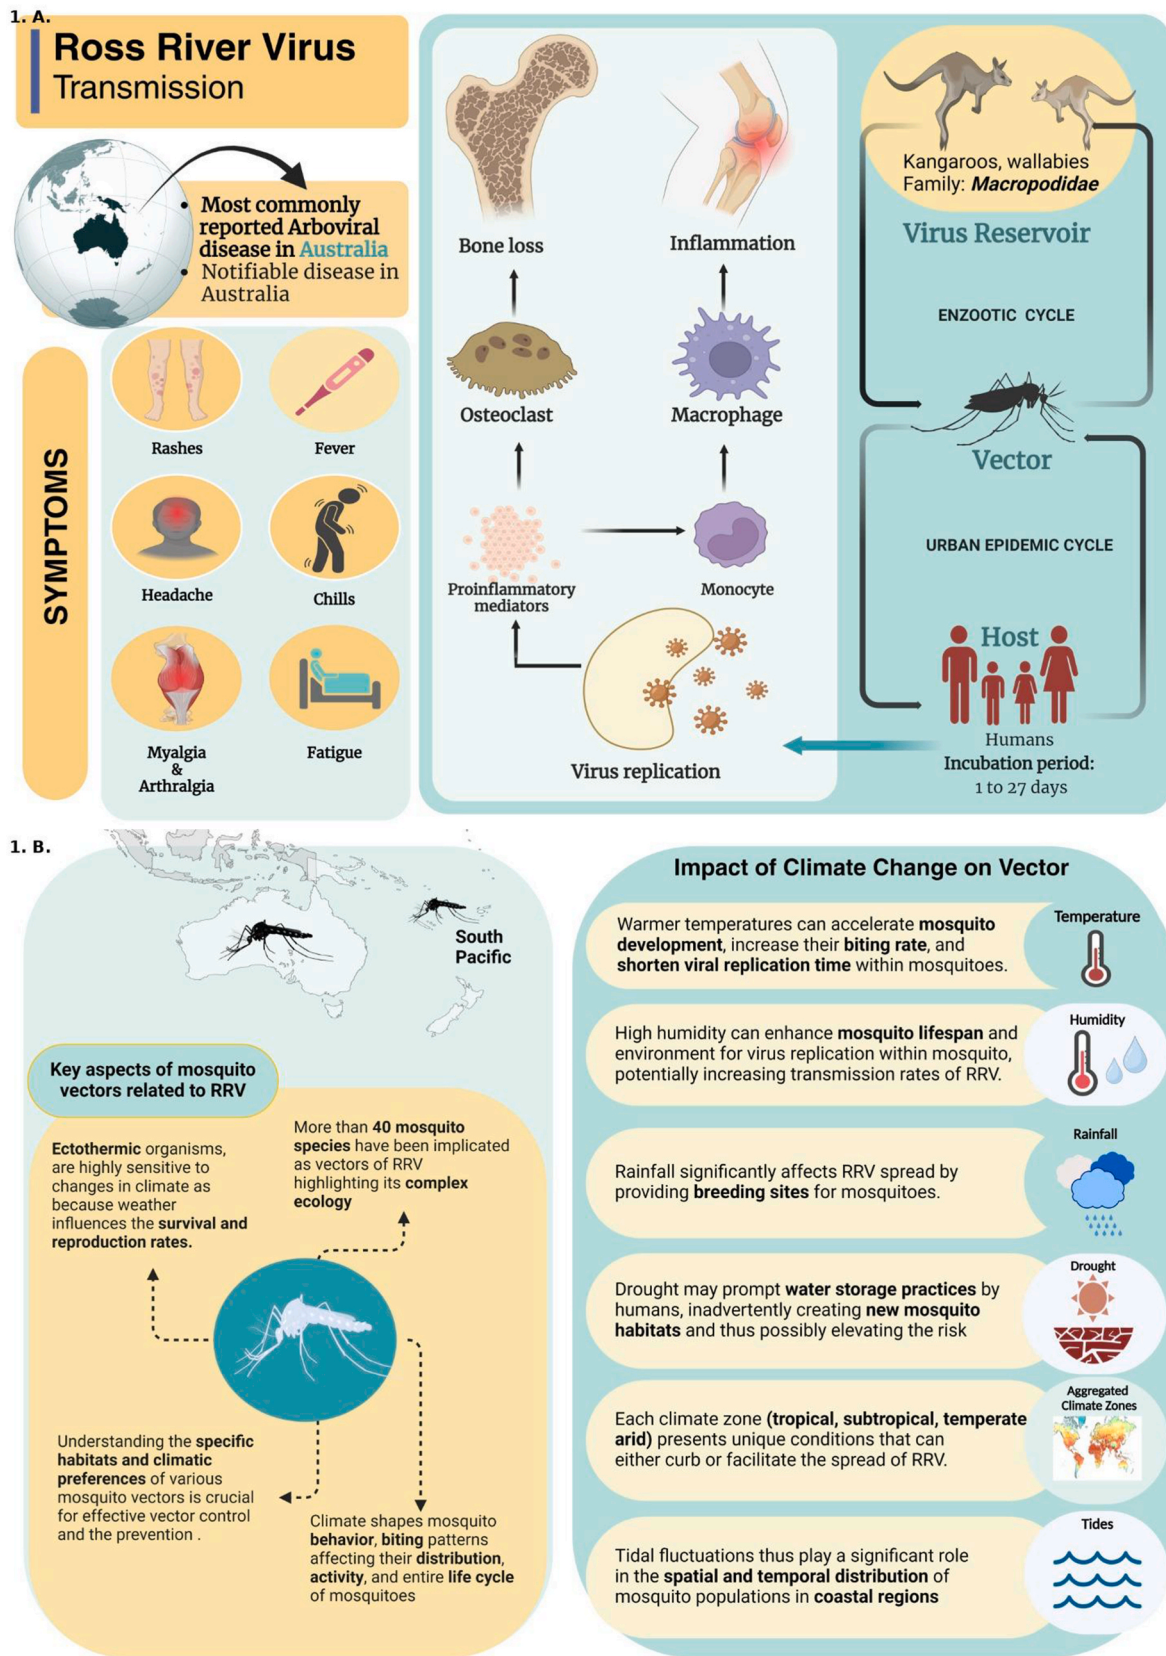 1. A.
Ross River Virus
Transmission
• Most commonly
reported Arboviral
disease in Australia
• Notifiable disease in
Australia
SYMPTOMS
Rashes
Fever
Headache
Chills
Myalgia
&
Arthralgia
Fatigue
Bone loss
Inflammation
Osteoclast
Macrophage
Proinflammatory
mediators
Monocyte
Virus replication
Kangaroos, wallabies
Family: Macropodidae
Virus Reservoir
ENZOOTIC CYCLE
Vector
URBAN EPIDEMIC CYCLE
Host
Humans
Incubation period:
1 to 27 days
1. B.
South
Pacific
Key aspects of mosquito
vectors related to RRV
Ectothermic organisms,
are highly sensitive to
changes in climate as
because weather
influences the survival and
reproduction rates.
More than 40 mosquito
species have been implicated
as vectors of RRV
highlighting its complex
ecology
Understanding the specific
habitats and climatic
preferences of various
mosquito vectors is crucial
for effective vector control
and the prevention .
Climate shapes mosquito
behavior, biting patterns
affecting their distribution,
activity, and entire life cycle
of mosquitoes
Impact of Climate Change on Vector
Warmer temperatures can accelerate mosquito
development, increase their biting rate, and
shorten viral replication time within mosquitoes.
Temperature
High humidity can enhance mosquito lifespan and
environment for virus replication within mosquito,
potentially increasing transmission rates of RRV.
Humidity
Rainfall significantly affects RRV spread by
providing breeding sites for mosquitoes.
Rainfall
Drought may prompt water storage practices by
humans, inadvertently creating new mosquito
habitats and thus possibly elevating the risk
Drought
Each climate zone (tropical, subtropical, temperate
arid) presents unique conditions that can
either curb or facilitate the spread of RRV.
Aggregated
Climate Zones
Tidal fluctuations thus play a significant role
in the spatial and temporal distribution of
mosquito populations in coastal regions
Tides